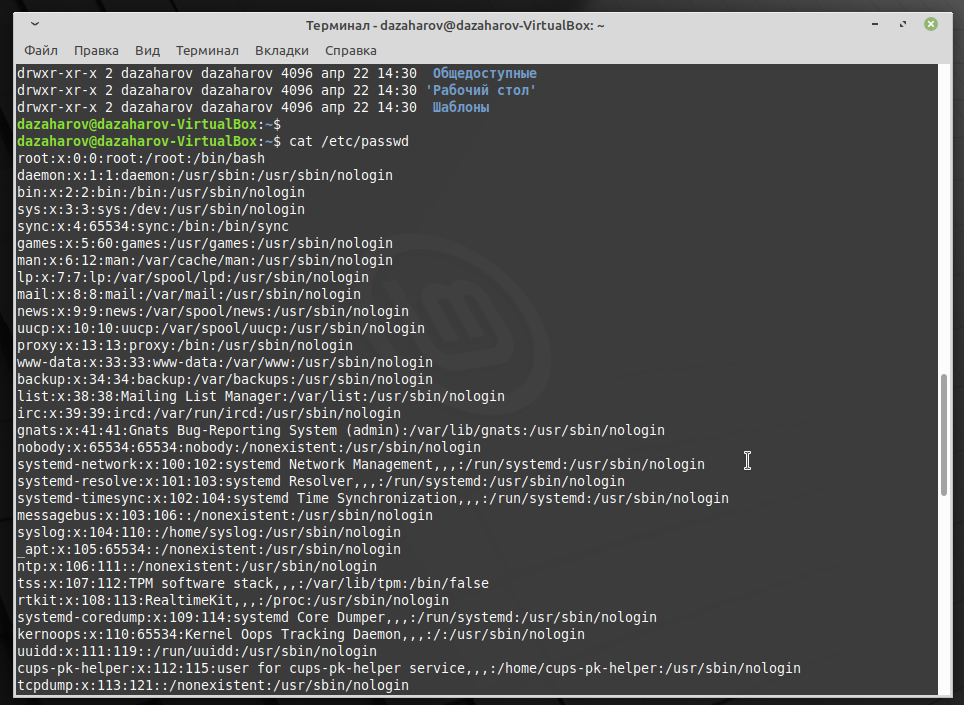 Терминал - dazaharov@dazaharov-VirtualBox: ~
Файл Правка Вид Терминал Вкладки Справка
drwxr-xr-x 2 dazaharov dazaharov 4096 апр 22 14:30  Общедоступные
drwxr-xr-x 2 dazaharov dazaharov 4096 апр 22 14:30 'Рабочий стол'
drwxr-xr-x 2 dazaharov dazaharov 4096 апр 22 14:30  Шаблоны
dazaharov@dazaharov-VirtualBox:~$
dazaharov@dazaharov-VirtualBox:~$ cat /etc/passwd
root:x:0:0:root:/root:/bin/bash
daemon:x:1:1:daemon:/usr/sbin:/usr/sbin/nologin
bin:x:2:2:bin:/bin:/usr/sbin/nologin
sys:x:3:3:sys:/dev:/usr/sbin/nologin
sync:x:4:65534:sync:/bin:/bin/sync
games:x:5:60:games:/usr/games:/usr/sbin/nologin
man:x:6:12:man:/var/cache/man:/usr/sbin/nologin
lp:x:7:7:lp:/var/spool/lpd:/usr/sbin/nologin
mail:x:8:8:mail:/var/mail:/usr/sbin/nologin
news:x:9:9:news:/var/spool/news:/usr/sbin/nologin
uucp:x:10:10:uucp:/var/spool/uucp:/usr/sbin/nologin
proxy:x:13:13:proxy:/bin:/usr/sbin/nologin
www-data:x:33:33:www-data:/var/www:/usr/sbin/nologin
backup:x:34:34:backup:/var/backups:/usr/sbin/nologin
list:x:38:38:Mailing List Manager:/var/list:/usr/sbin/nologin
irc:x:39:39:ircd:/var/run/ircd:/usr/sbin/nologin
gnats:x:41:41:Gnats Bug-Reporting System (admin):/var/lib/gnats:/usr/sbin/nologin
nobody:x:65534:65534:nobody:/nonexistent:/usr/sbin/nologin
systemd-network:x:100:102:systemd Network Management,,,:/run/systemd:/usr/sbin/nologin
systemd-resolve:x:101:103:systemd Resolver,,,:/run/systemd:/usr/sbin/nologin
systemd-timesync:x:102:104:systemd Time Synchronization,,,:/run/systemd:/usr/sbin/nologin
messagebus:x:103:106::/nonexistent:/usr/sbin/nologin
syslog:x:104:110::/home/syslog:/usr/sbin/nologin
_apt:x:105:65534::/nonexistent:/usr/sbin/nologin
ntp:x:106:111::/nonexistent:/usr/sbin/nologin
tss:x:107:112:TPM software stack,,,:/var/lib/tpm:/bin/false
rtkit:x:108:113:RealtimeKit,,,:/proc:/usr/sbin/nologin
systemd-coredump:x:109:114:systemd Core Dumper,,,:/run/systemd:/usr/sbin/nologin
kernoops:x:110:65534:Kernel Oops Tracking Daemon,,,:/:/usr/sbin/nologin
uuidd:x:111:119::/run/uuidd:/usr/sbin/nologin
cups-pk-helper:x:112:115:user for cups-pk-helper service,,,:/home/cups-pk-helper:/usr/sbin/nologin
tcpdump:x:113:121::/nonexistent:/usr/sbin/nologin